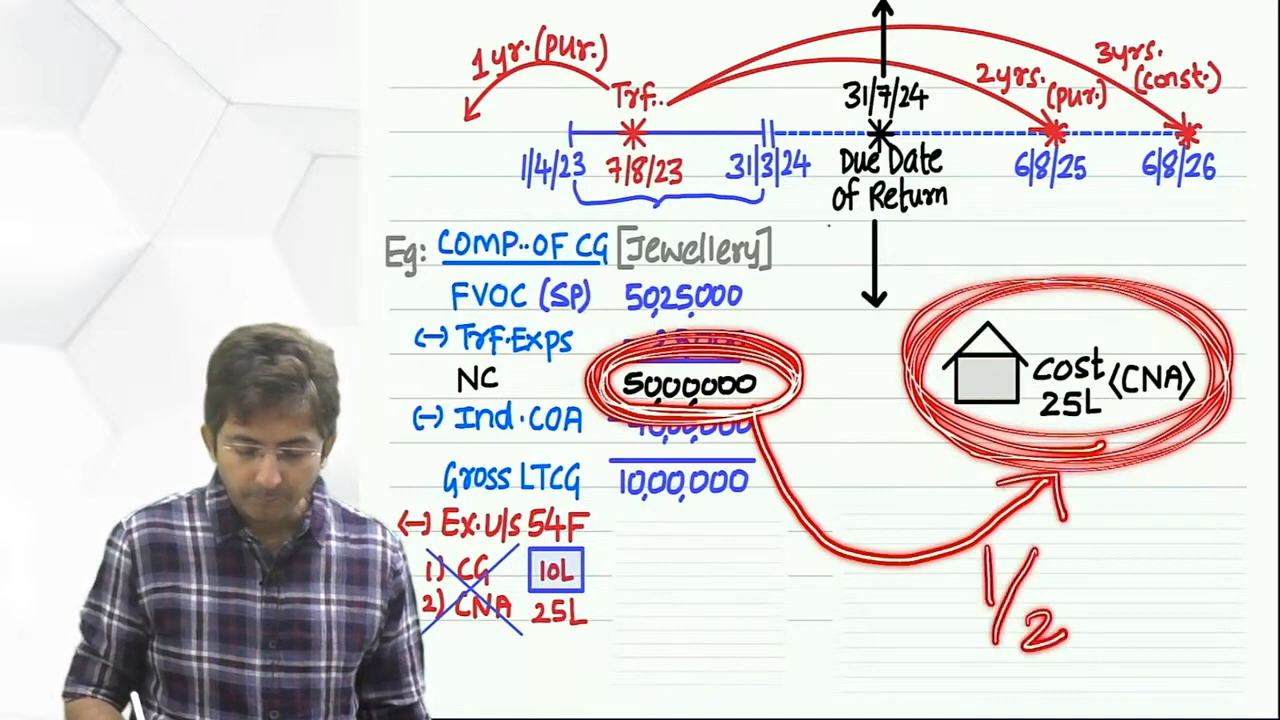 1yr.(pur.)
Trf..
31/7/24
2yrs.
(pur.)
3yrs.
(const.)
1/4/23
7/8/23
31/3/24
Due Date
of Return
6/8/25
6/8/26
Eg: COMP..OF CG [Jewellery]
FVOC (SP) 50,25,000
(-) Trf.Exps
NC 50,00,000
(-) Ind.COA
Gross LTCG 10,00,000
(-) Ex.U/s 54F
1) CG 10L
2) CNA 25L
COST
25L <CNA>
1/2